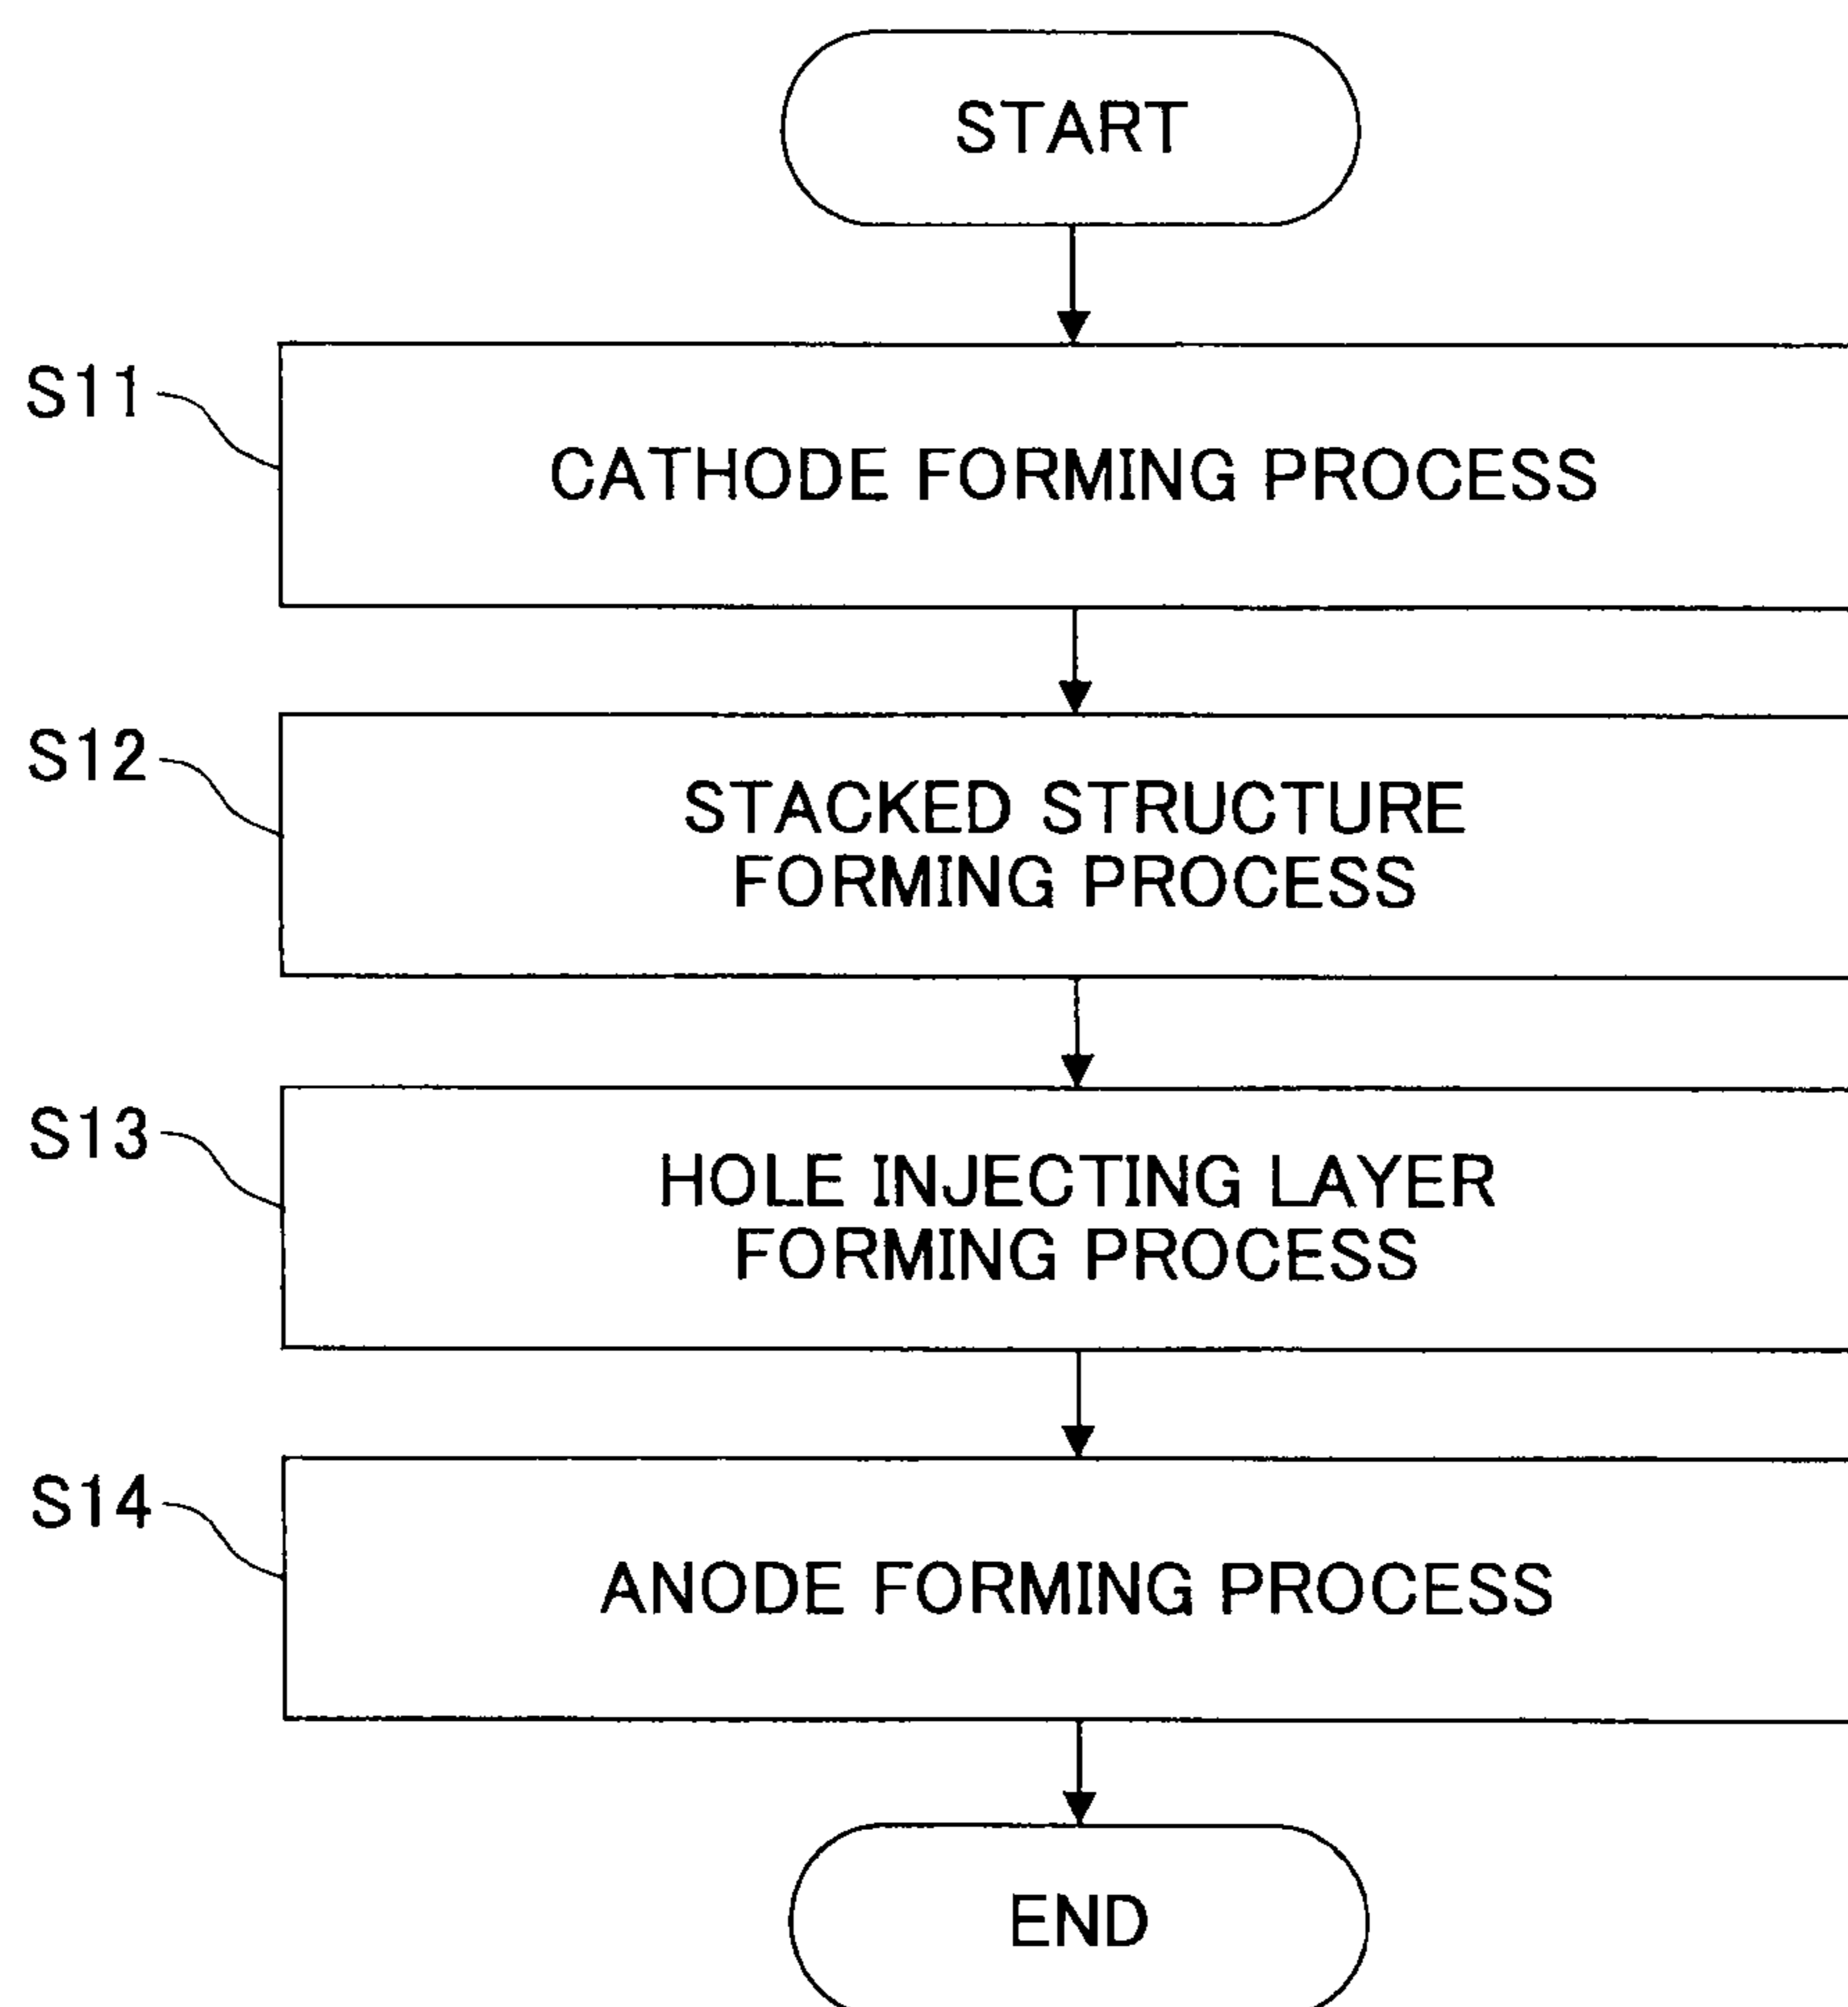 START
S11
CATHODE FORMING PROCESS
S12
STACKED STRUCTURE
FORMING PROCESS
S13
HOLE INJECTING LAYER
FORMING PROCESS
S14
ANODE FORMING PROCESS
END